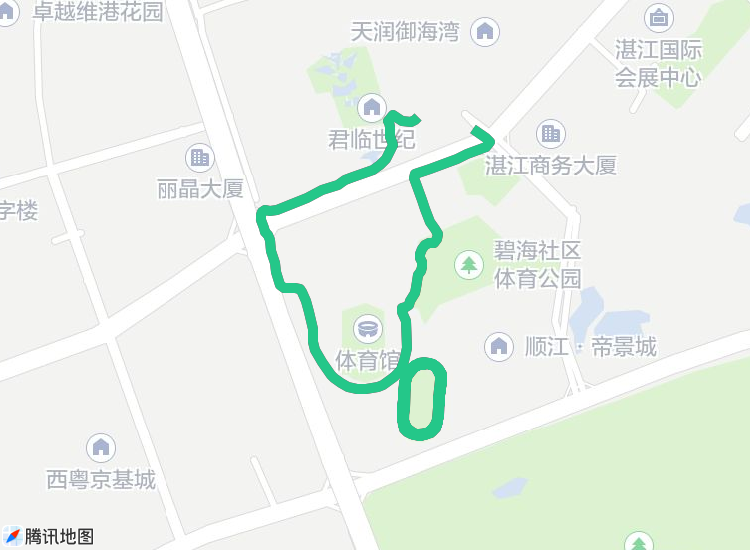 卓越维港花园
天润御海湾
湛江国际
会展中心
君临世纪
湛江商务大厦
丽晶大厦
字楼
碧海社区
体育公园
体育馆
顺江·帝景城
西粤京基城
腾讯地图